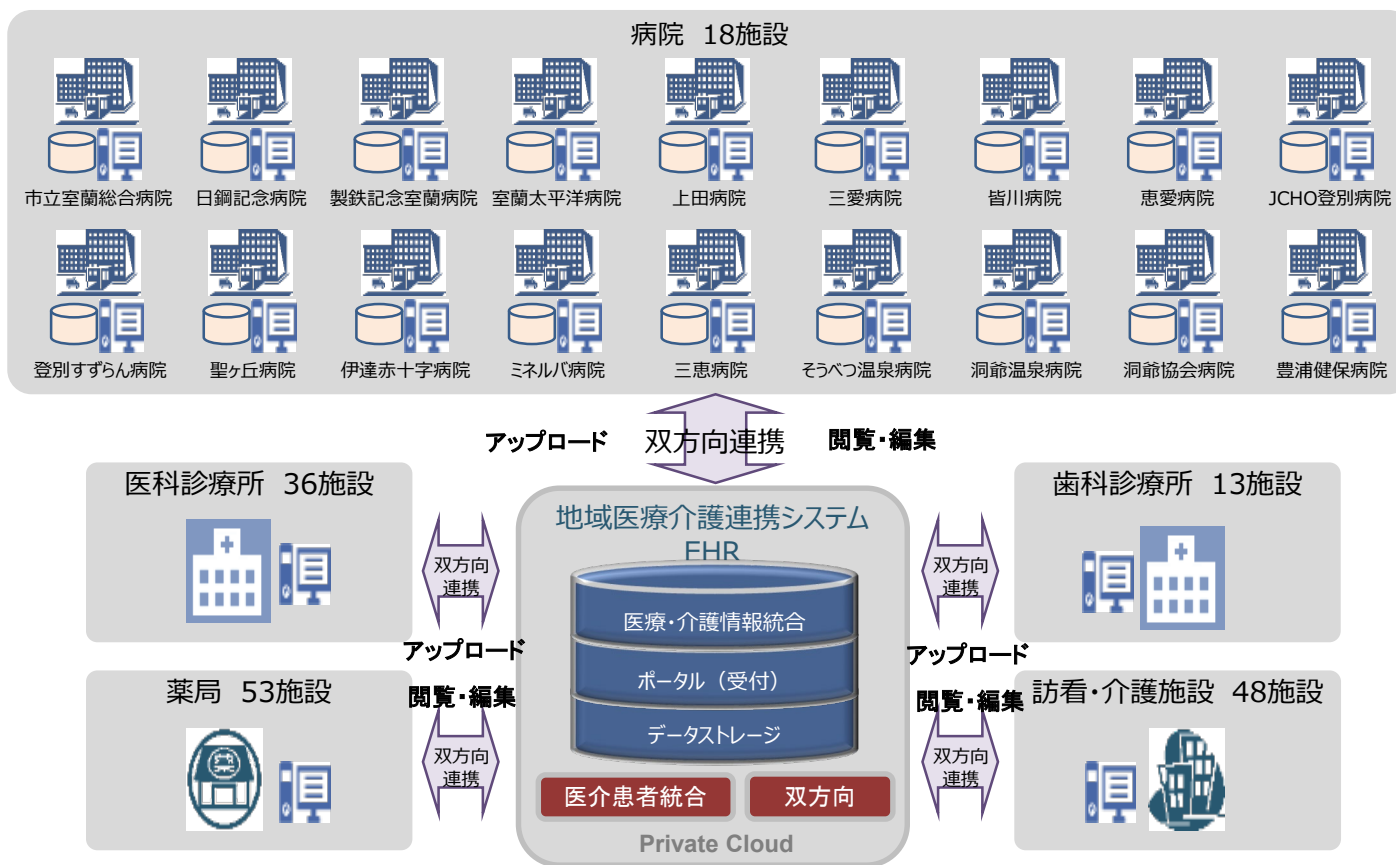 病院 18施設
市立室蘭総合病院
日鋼記念病院
製鉄記念室蘭病院
室蘭太平洋病院
上田病院
三愛病院
皆川病院
恵愛病院
JCHO登別病院
登別すずらん病院
聖ヶ丘病院
伊達赤十字病院
ミネルバ病院
三恵病院
そうべつ温泉病院
洞爺温泉病院
洞爺協会病院
豊浦健保病院
アップロード
双方向連携
閲覧・編集
医科診療所 36施設
歯科診療所 13施設
地域医療介護連携システム
EHR
双方向
連携
双方向
連携
医療・介護情報統合
アップロード
アップロード
ポータル（受付）
薬局 53施設
閲覧・編集
閲覧・編集
訪看・介護施設 48施設
データストレージ
双方向
連携
双方向
連携
医介患者統合
双方向
Private Cloud